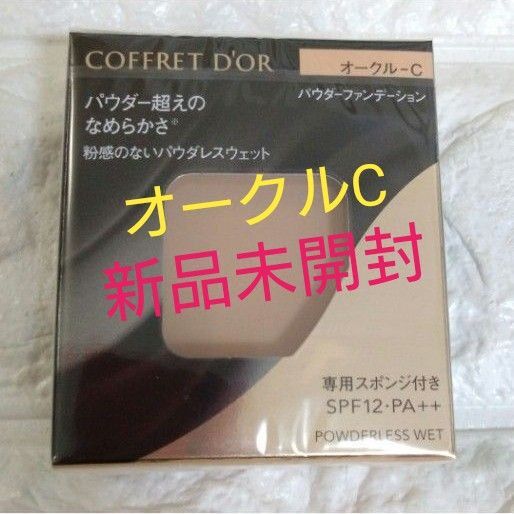 COFFRET D'OR
オークル-C
パウダーファンデーション
パウダー超えの
なめらかさ※
粉感のないパウダレスウェット
オークルC
新品未開封
専用スポンジ付き
SPF12・PA++
POWDERLESS WET